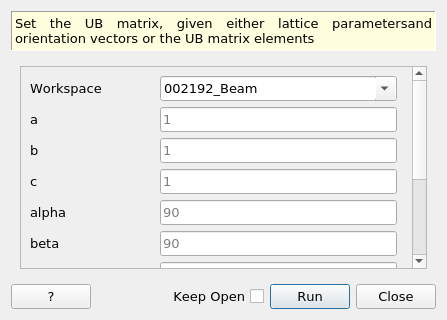 Set the UB matrix, given either lattice parametersand
orientation vectors or the UB matrix elements
Workspace 002192_Beam
a 1
b 1
c 1
alpha 90
beta 90
? Keep Open Run Close